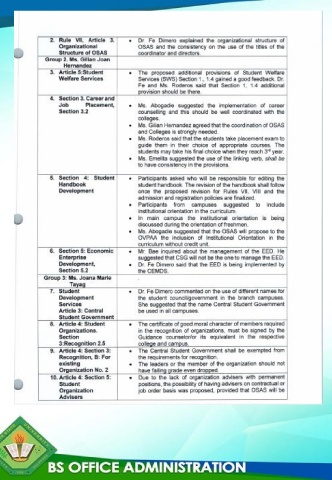 2. Rule VII, Article 3. Organizational Structure of OSAS
• Dr Fe Dimero explained the organizational structure of
OSAS and the consistency on the use of the titles of the
coordinator and directors.
Group 2. Ms. Gilian Joan
Hernandez
3. Article 5:Student
Welfare Services
• The proposed additional provisions of Student Welfare
Services (SWS) Section 1., 1.4 gained a good feedback. Dr.
Fe and Ms. Roderos said that Section 1, 1.4 additional
provision should be there.
4. Section 3. Career and
Job Placement,
Section 3.2
• Ms. Abogadie suggested the implementation of career
counselling and this should be well coordinated with the
colleges.
• Ms. Gilian Hernandez agreed that the coordination of OSAS
and Colleges is strongly needed.
• Ms. Roderos said that the students take placement exam to
guide them in their choice of appropriate courses. The
students may take his final choice when they reach 3rd year.
• Ms. Emelita suggested the use of the linking verb, shall be
to have consistency in the provisions.
5. Section 4: Student
Handbook
Development
• Participants asked who will be responsible for editing the
student handbook. The revision of the handbook shall follow
once the proposed revision for Rules VII, VIII and the
admission and registration policies are finalized.
• Participants from campuses suggested to include
institutional orientation in the curriculum
• In main campus the institutional orientation is being
discussed during the orientation of freshmen.
• Ms. Abogadie suggested that the OSAS will propose to the
OVPAA the inclusion of Institutional Orientation in the
curriculum without credit unit.
6. Section 5: Economic
Enterprise
Development,
Section 5.2
• Mr Bee inquired about the management of the EED. He
suggested that CSG will not be the one to manage the EED.
• Dr. Fe Dimero said that the EED is being implemented by
the CEMDS.
Group 3: Ms. Joana Marie
Tayag
7. Student
Development
Services
Article 3: Central
Student Government
• Dr. Fe Dimero commented on the use of different names for
the student council/government in the branch campuses.
She suggested that the name Central Student Government
be used in all campuses.
8. Article 4: Student
Organizations.
Section
3:Recognition 2.5
• The certificate of good moral character of members required
in the recognition of organizations, must be signed by the
Guidance counselor/or its equivalent in the respective
college and campus.
9. Article 4: Section 3:
Recognition, B: For
existing
Organization No. 2
• The Central Student Government shall be exempted from
the requirements for recognition.
• The leaders or the member of the organization should not
have failing grade even dropped.
10. Article 4: Section 5:
Student
Organization
Advisers
• Due to the lack of organization advisers with permanent
positions, the possibility of having advisers on contractual or
job order basis was proposed, provided that OSAS will be
BS OFFICE ADMINISTRATION